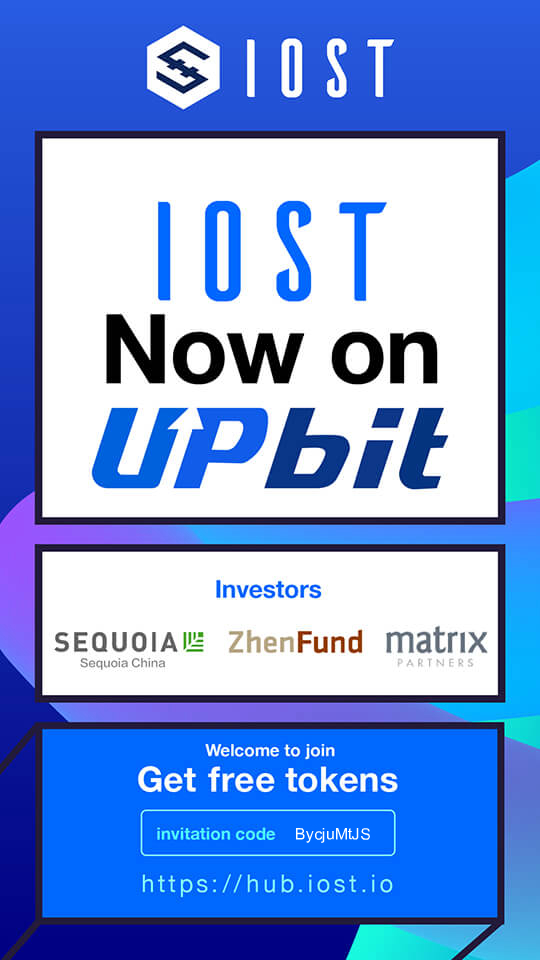 IOST
IOST
Now on
UPbit
Investors
SEQUOIA
Sequoia China
ZhenFund
matrix
PARTNERS
Welcome to join
Get free tokens
invitation code BycjuMtJS
https://hub.iost.io